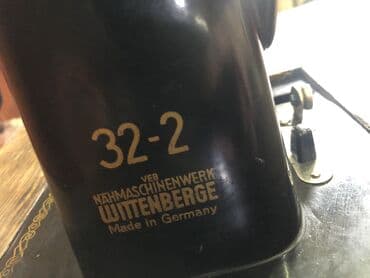 32-2
VEB
NÄHMASCHINENWERK
WITTENBERGE
Made in Germany